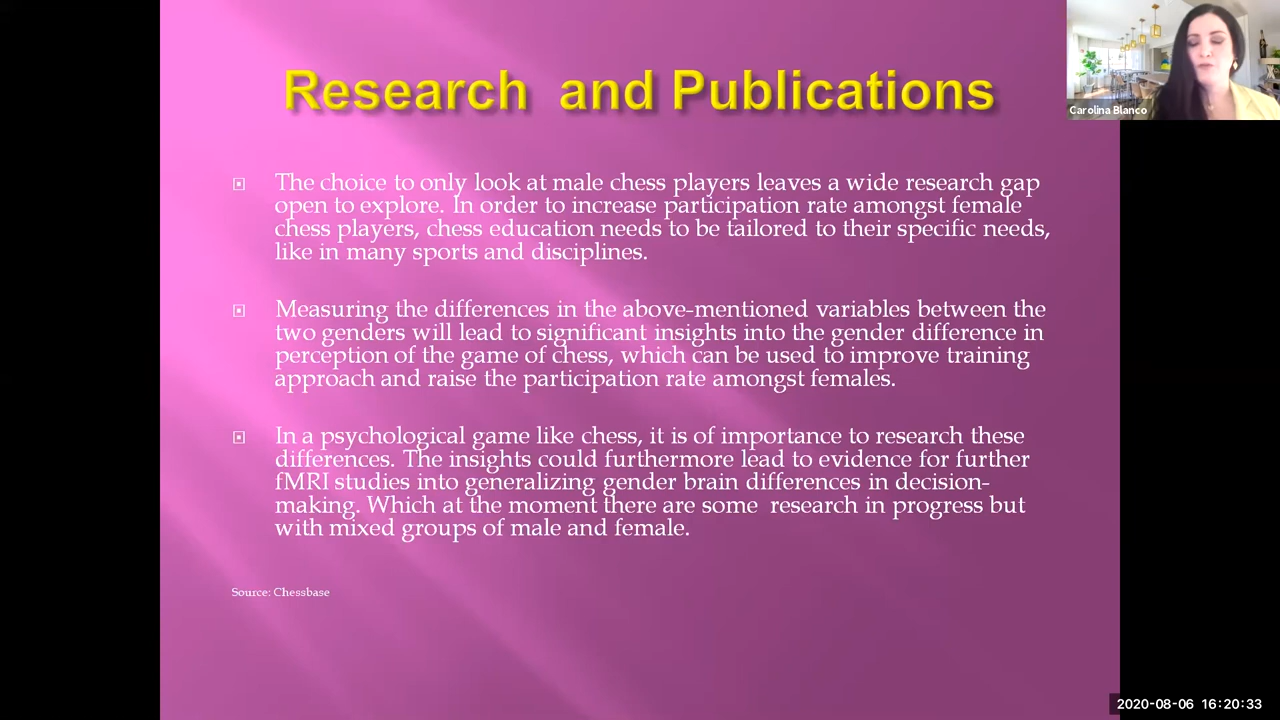 Research  and Publications
Carolina Blanco
The choice to only look at male chess players leaves a wide research gap
open to explore. In order to increase participation rate amongst female
chess players, chess education needs to be tailored to their specific needs,
like in many sports and disciplines.
Measuring the differences in the above-mentioned variables between the
two genders will lead to significant insights into the gender difference in
perception of the game of chess, which can be used to improve training
approach and raise the participation rate amongst females.
In a psychological game like chess, it is of importance to research these
differences. The insights could furthermore lead to evidence for further
fMRI studies into generalizing gender brain differences in decision-
making. Which at the moment there are some  research in progress but
with mixed groups of male and female.
Source: Chessbase
2020-08-06 16:20:33